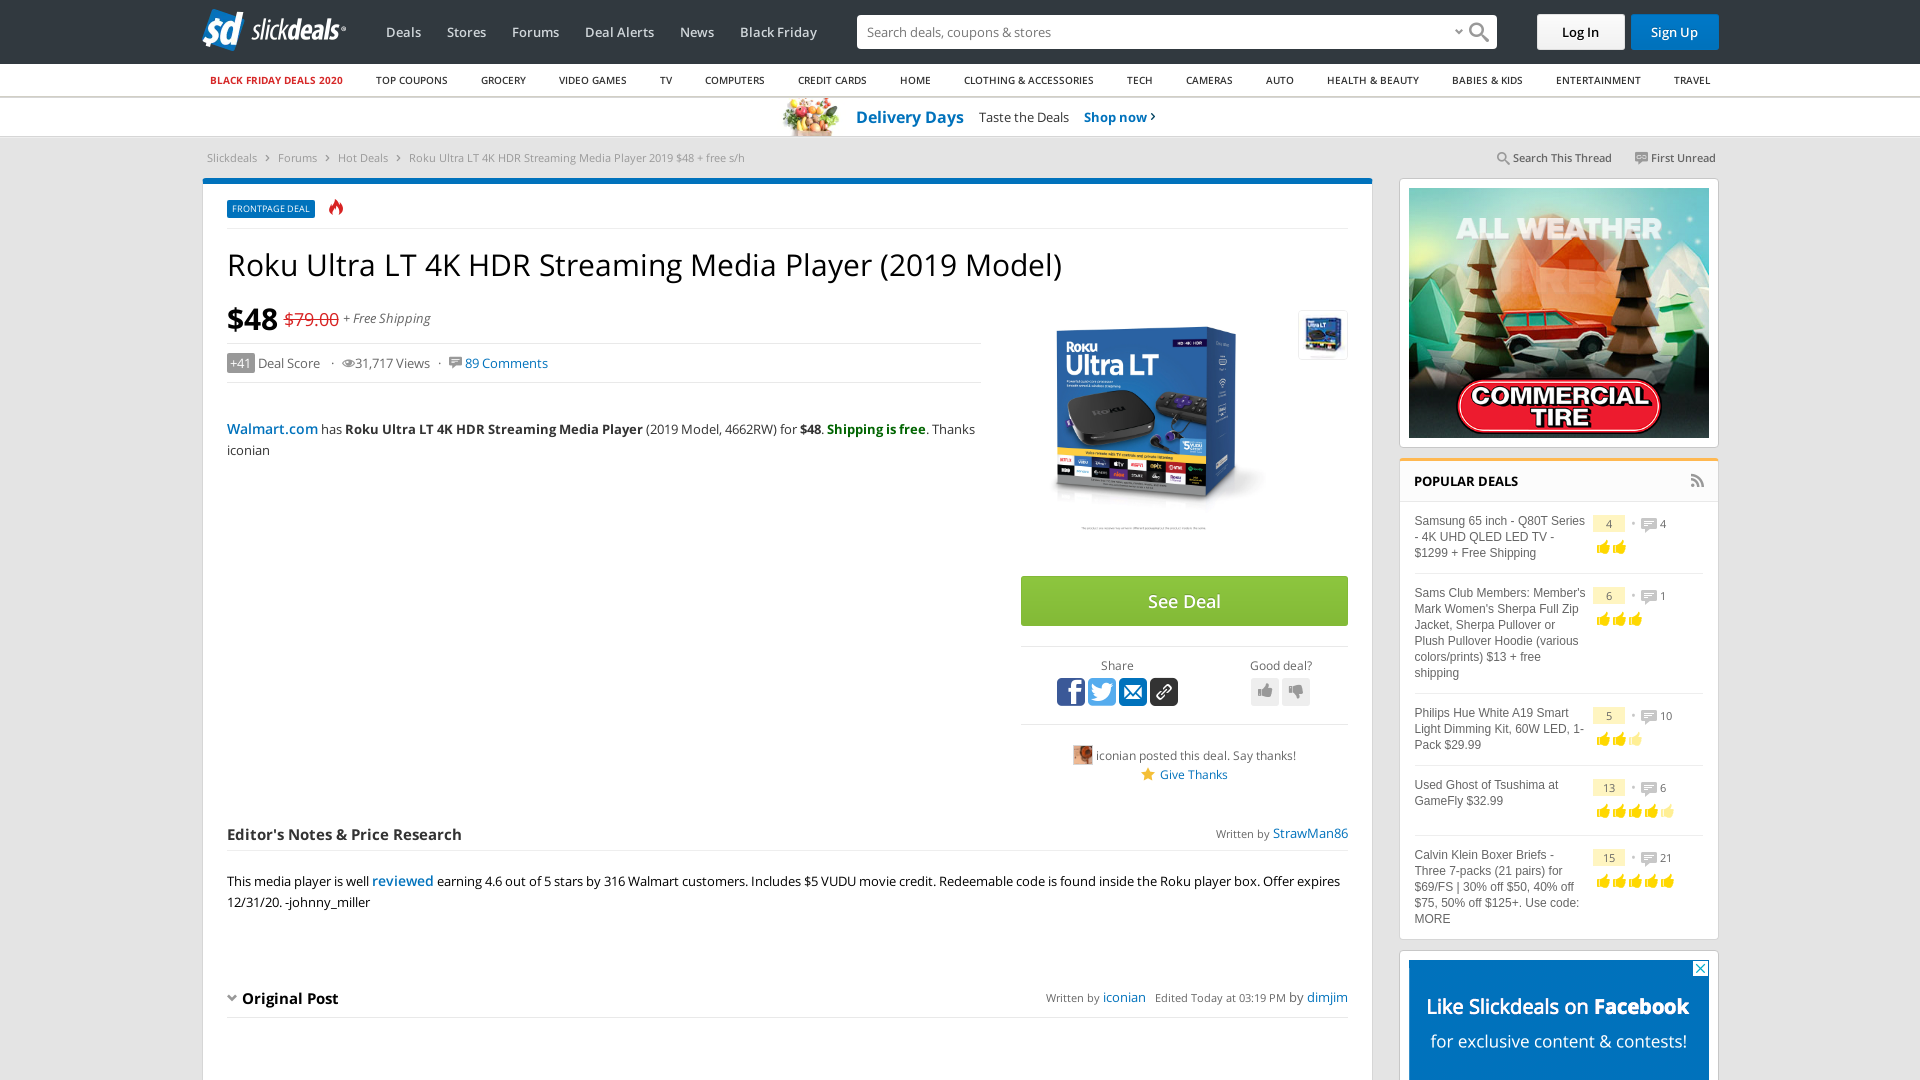 slickdeals
Deals Stores Forums Deal Alerts News Black Friday
Search deals, coupons & stores
Log In Sign Up
BLACK FRIDAY DEALS 2020 TOP COUPONS GROCERY VIDEO GAMES TV COMPUTERS CREDIT CARDS HOME CLOTHING & ACCESSORIES TECH CAMERAS AUTO HEALTH & BEAUTY BABIES & KIDS ENTERTAINMENT TRAVEL
Delivery Days Taste the Deals Shop now
Slickdeals Forums Hot Deals Roku Ultra LT 4K HDR Streaming Media Player 2019 $48 + free s/h
Search This Thread First Unread
FRONTPAGE DEAL
Roku Ultra LT 4K HDR Streaming Media Player (2019 Model)
$48 $79.00 + Free Shipping
+41 Deal Score · 31,717 Views · 89 Comments
Walmart.com has Roku Ultra LT 4K HDR Streaming Media Player (2019 Model, 4662RW) for $48. Shipping is free. Thanks
iconian
Roku
Ultra LT
See Deal
Share Good deal?
iconian posted this deal. Say thanks!
Give Thanks
Editor's Notes & Price Research
Written by StrawMan86
This media player is well reviewed earning 4.6 out of 5 stars by 316 Walmart customers. Includes $5 VUDU movie credit. Redeemable code is found inside the Roku player box. Offer expires
12/31/20. -johnny_miller
Original Post
Written by iconian Edited Today at 03:19 PM by dimjim
ALL WEATHER
COMMERCIAL
TIRE
POPULAR DEALS
Samsung 65 inch - Q80T Series
- 4K UHD QLED LED TV -
$1299 + Free Shipping
4 • 4
Sams Club Members: Member's
Mark Women's Sherpa Full Zip
Jacket, Sherpa Pullover or
Plush Pullover Hoodie (various
colors/prints) $13 + free
shipping
6 • 1
Philips Hue White A19 Smart
Light Dimming Kit, 60W LED, 1-
Pack $29.99
5 • 10
Used Ghost of Tsushima at
GameFly $32.99
13 • 6
Calvin Klein Boxer Briefs -
Three 7-packs (21 pairs) for
$69/FS | 30% off $50, 40% off
$75, 50% off $125+. Use code:
MORE
15 • 21
Like Slickdeals on Facebook
for exclusive content & contests!